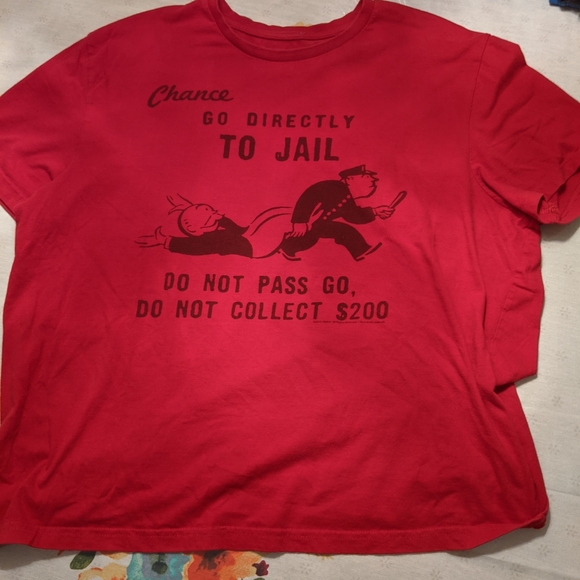 Chance
GO DIRECTLY
TO JAIL
DO NOT PASS GO,
DO NOT COLLECT $200